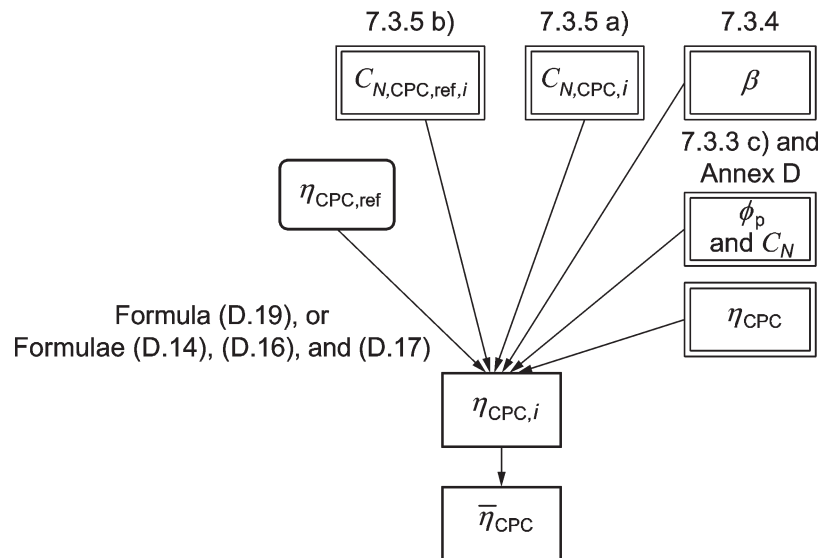 7.3.5 b)
7.3.5 a)
7.3.4
C_{N,CPC,ref,i}
C_{N,CPC,i}
β
7.3.3 c) and
Annex D
η_{CPC,ref}
ϕ_p
and C_N
Formula (D.19), or
Formulae (D.14), (D.16), and (D.17)
η_{CPC}
η_{CPC,i}
η̅_{CPC}